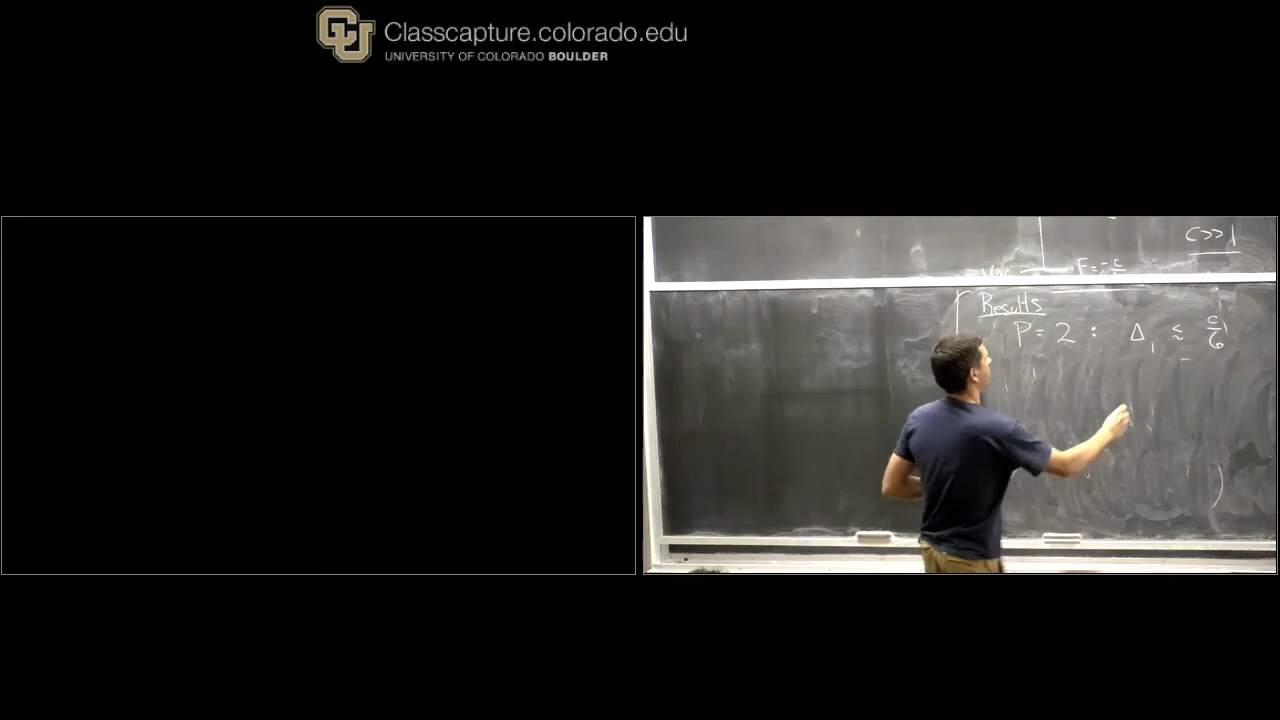 Classcapture.colorado.edu
UNIVERSITY OF COLORADO BOULDER
c>>1
Results
P = 2 : Δ₁ ≲ c/6